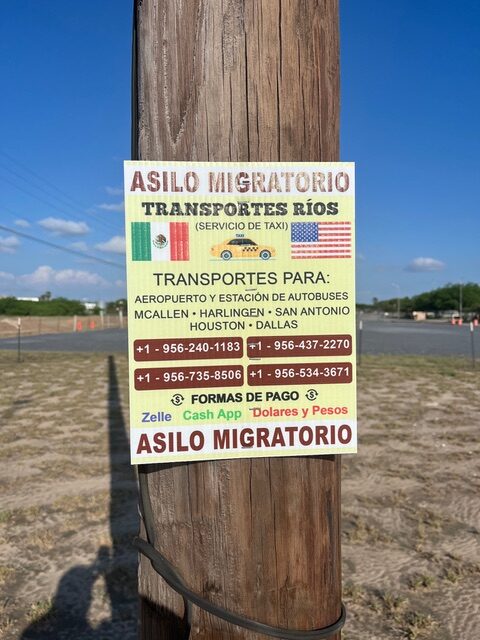 ASILO MIGRATORIO
TRANSPORTES RÍOS
(SERVICIO DE TAXI)
TAXI
TRANSPORTES PARA:
AEROPUERTO Y ESTACIÓN DE AUTOBUSES
MCALLEN • HARLINGEN • SAN ANTONIO
HOUSTON • DALLAS
+1 - 956-240-1183 +1 - 956-437-2270
+1 - 956-735-8506 +1 - 956-534-3671
FORMAS DE PAGO
Zelle Cash App Dolares y Pesos
ASILO MIGRATORIO